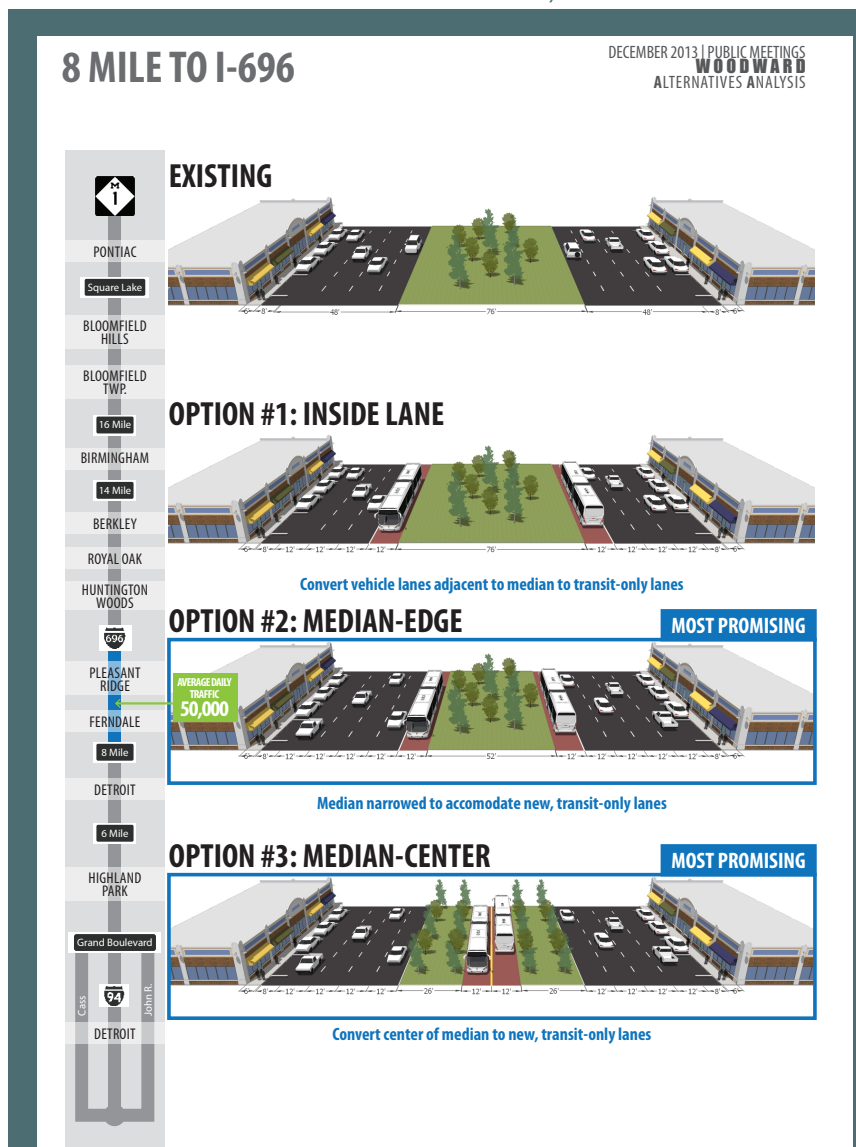 8 MILE TO I-696
DECEMBER 2013 | PUBLIC MEETINGS
WOODWARD
ALTERNATIVES ANALYSIS
M
1
PONTIAC
Square Lake
BLOOMFIELD
HILLS
BLOOMFIELD
TWP.
16 Mile
BIRMINGHAM
14 Mile
BERKLEY
ROYAL OAK
HUNTINGTON
WOODS
696
PLEASANT
RIDGE
AVERAGE DAILY
TRAFFIC
50,000
FERNDALE
8 Mile
DETROIT
6 Mile
HIGHLAND
PARK
Grand Boulevard
Cass
94
John R.
DETROIT
EXISTING
6' 8' 48' 76' 48' 8' 6'
OPTION #1: INSIDE LANE
6' 8' 12' 12' 12' 12' 76' 12' 12' 12' 12' 8' 6'
Convert vehicle lanes adjacent to median to transit-only lanes
OPTION #2: MEDIAN-EDGE
MOST PROMISING
6' 8' 12' 12' 12' 12' 12' 52' 12' 12' 12' 12' 12' 8' 6'
Median narrowed to accomodate new, transit-only lanes
OPTION #3: MEDIAN-CENTER
MOST PROMISING
6' 8' 12' 12' 12' 12' 26' 12' 12' 26' 12' 12' 12' 12' 8' 6'
Convert center of median to new, transit-only lanes